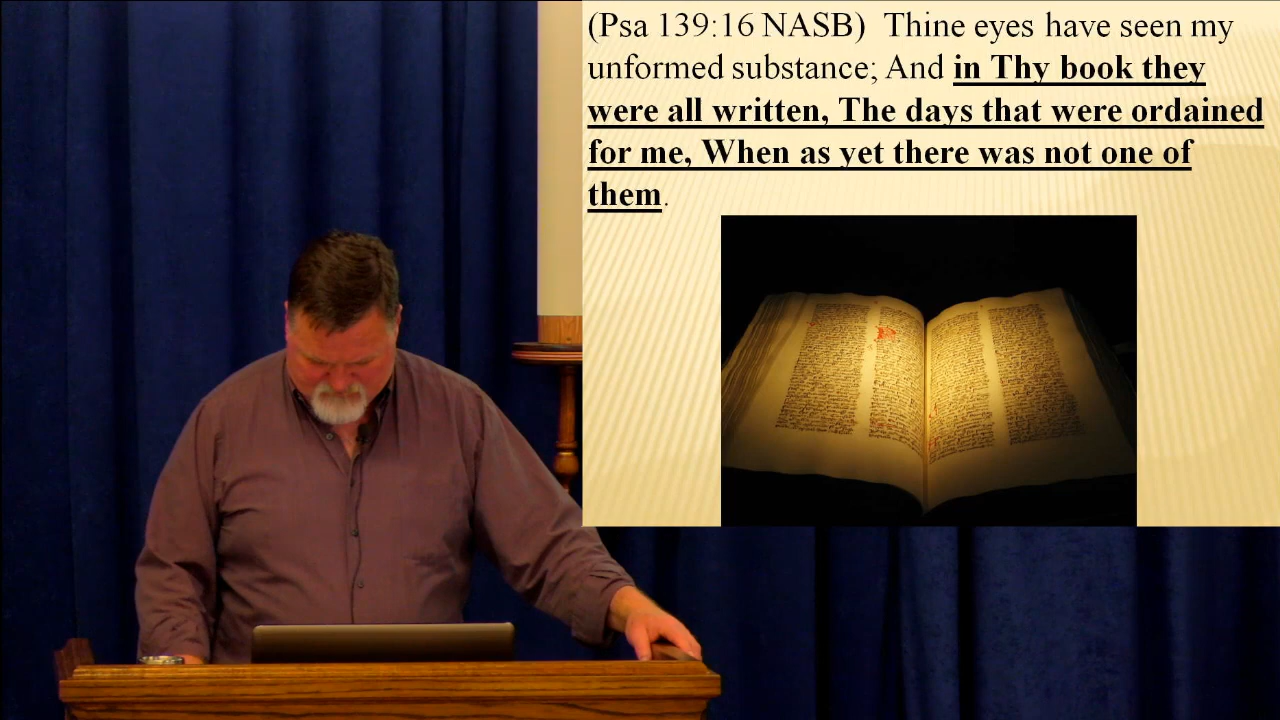 (Psa 139:16 NASB)  Thine eyes have seen my
unformed substance; And in Thy book they
were all written, The days that were ordained
for me, When as yet there was not one of
them.